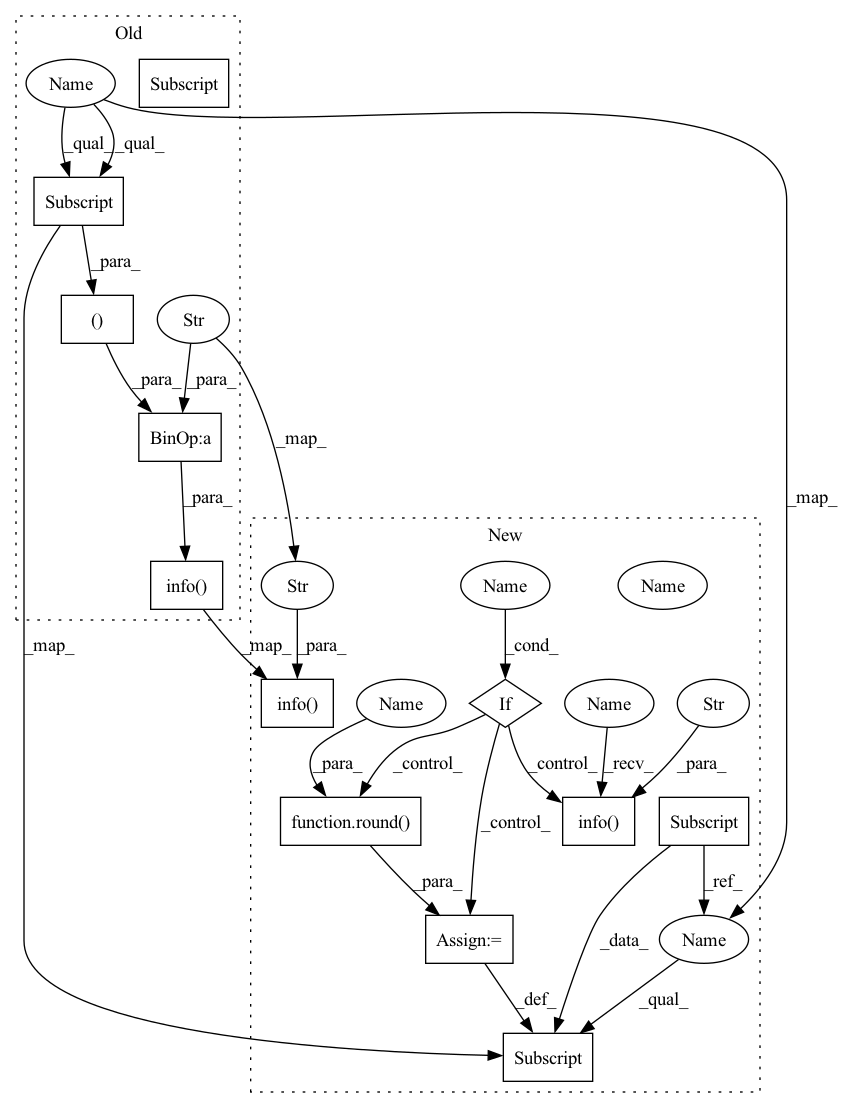 Old
Name
Subscript
_qual_
_qual_
Subscript
_para_
()
Str
_para_
_para_
BinOp:a
_map_
_map_
_para_
New
info()
Str
Name
Name
_map_
_map_
_para_
_cond_
info()
Name
If
Name
Str
_para_
_control_
_control_
_recv_
_para_
function.round()
_control_
info()
Subscript
_para_
_ref_
Assign:=
_data_
Name
_def_
_qual_
Subscript